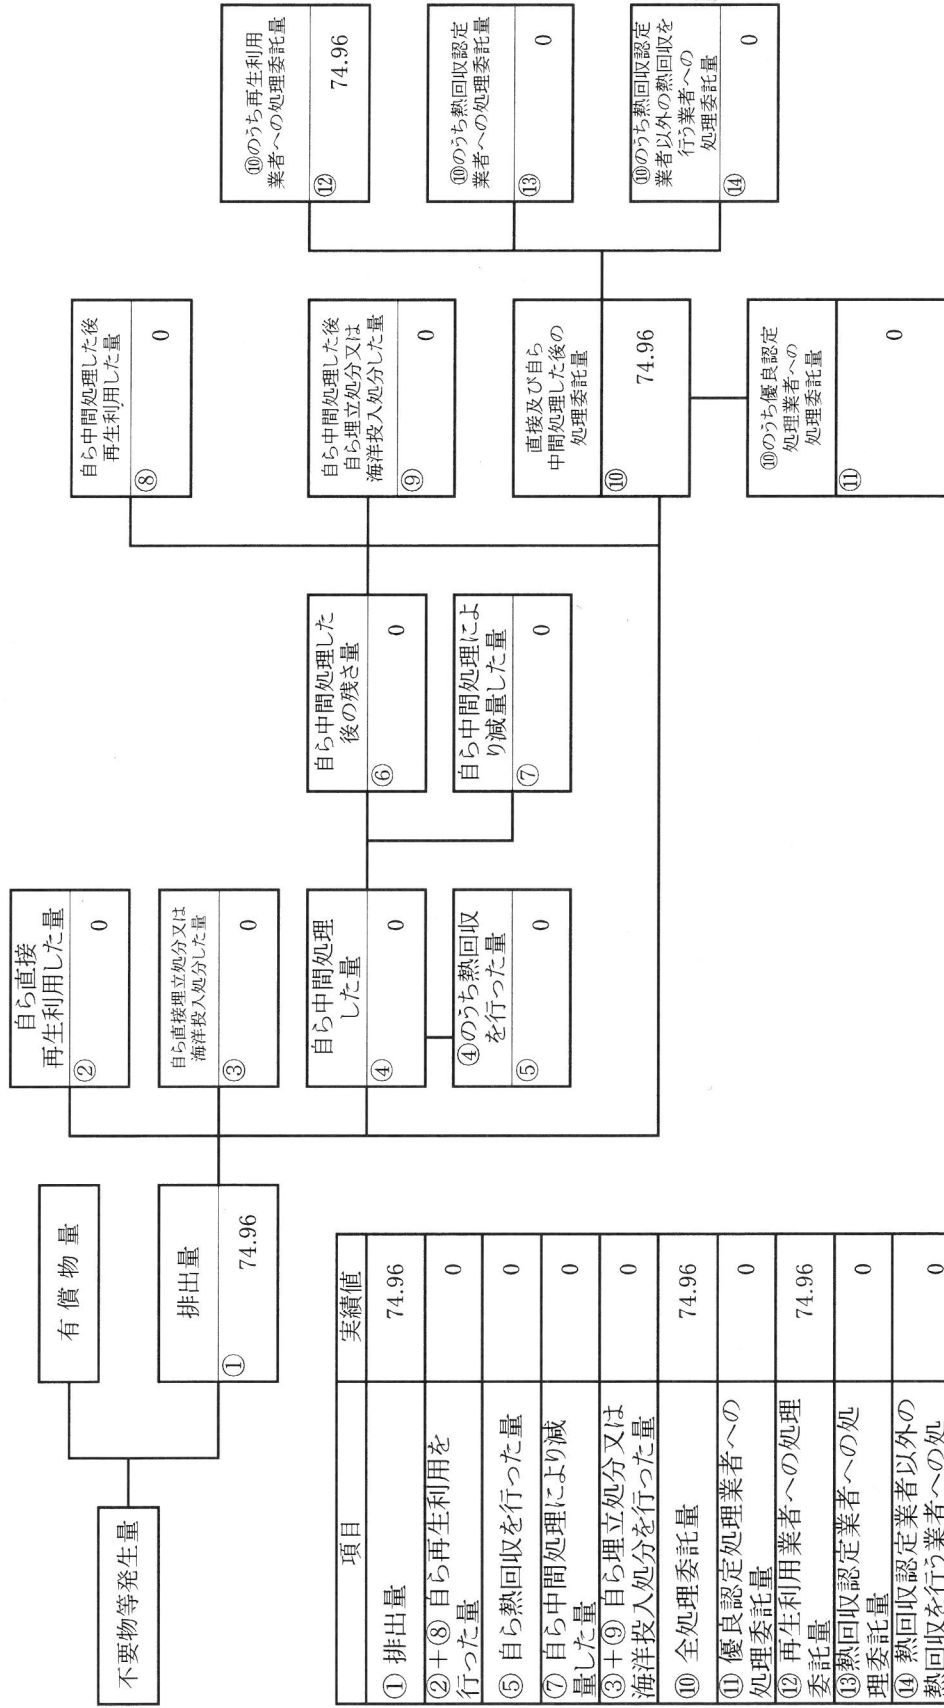 不要物等発生量
有償物量
排出量
①
74.96
自ら直接
再生利用した量
②
0
自ら直接埋立処分又は
海洋投入処分した量
③
0
自ら中間処理
した量
④
0
④のうち熱回収
を行った量
⑤
0
自ら中間処理した
後の残さ量
⑥
0
自ら中間処理によ
り減量した量
⑦
0
自ら中間処理した後
再生利用した量
⑧
0
自ら中間処理した後
自ら埋立処分又は
海洋投入処分した量
⑨
0
直接及び自ら
中間処理した後の
処理委託量
⑩
74.96
⑩のうち優良認定
処理業者への
処理委託量
⑪
0
⑩のうち再生利用
業者への処理委託量
⑫
74.96
⑩のうち熱回収認定
業者への処理委託量
⑬
0
⑩のうち熱回収認定
業者以外の熱回収を
行う業者への
処理委託量
⑭
0
項目 実績値
① 排出量 74.96
②+⑧ 自ら再生利用を
行った量 0
⑤ 自ら熱回収を行った量 0
⑦ 自ら中間処理により減
量した量 0
③+⑨ 自ら埋立処分又は
海洋投入処分を行った量 0
⑩ 全処理委託量 74.96
⑪ 優良認定処理業者への
処理委託量 0
⑫ 再生利用業者への処理
委託量 74.96
⑬熱回収認定業者への処
理委託量 0
⑭ 熱回収認定業者以外の
熱回収を行う業者への処 0